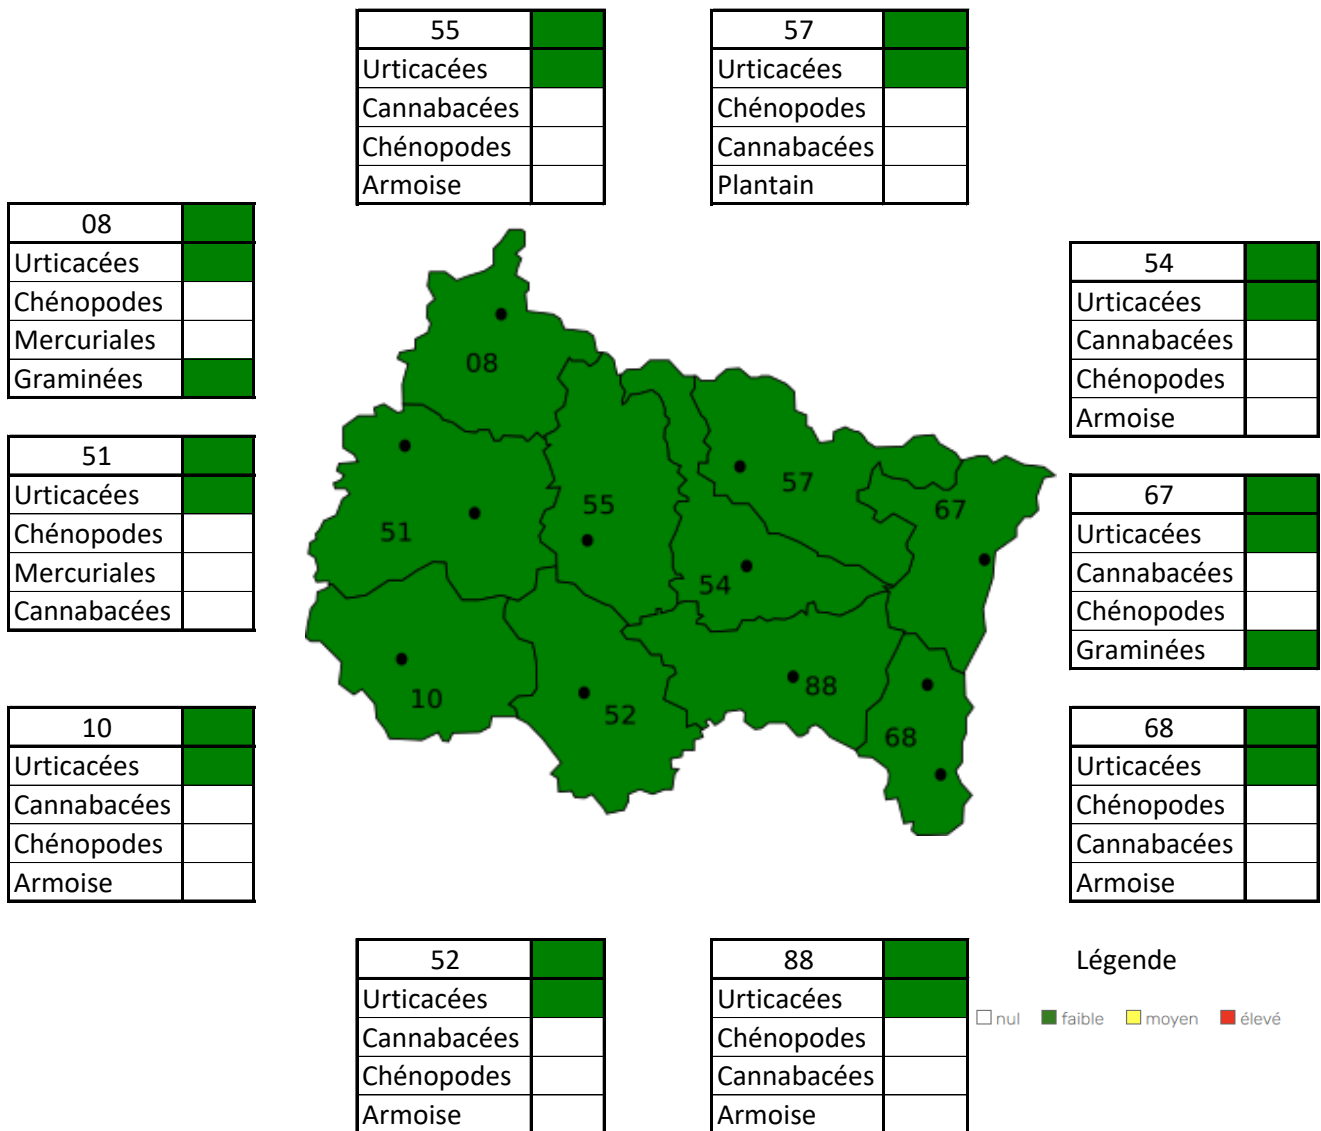 55
Urticacées
Cannabacées
Chénopodes
Armoise
57
Urticacées
Chénopodes
Cannabacées
Plantain
08
Urticacées
Chénopodes
Mercuriales
Graminées
51
Urticacées
Chénopodes
Mercuriales
Cannabacées
10
Urticacées
Cannabacées
Chénopodes
Armoise
08
57
55
67
51
54
88
10
52
68
54
Urticacées
Cannabacées
Chénopodes
Armoise
67
Urticacées
Cannabacées
Chénopodes
Graminées
68
Urticacées
Chénopodes
Cannabacées
Armoise
52
Urticacées
Cannabacées
Chénopodes
Armoise
88
Urticacées
Chénopodes
Cannabacées
Armoise
Légende
nul faible moyen élevé